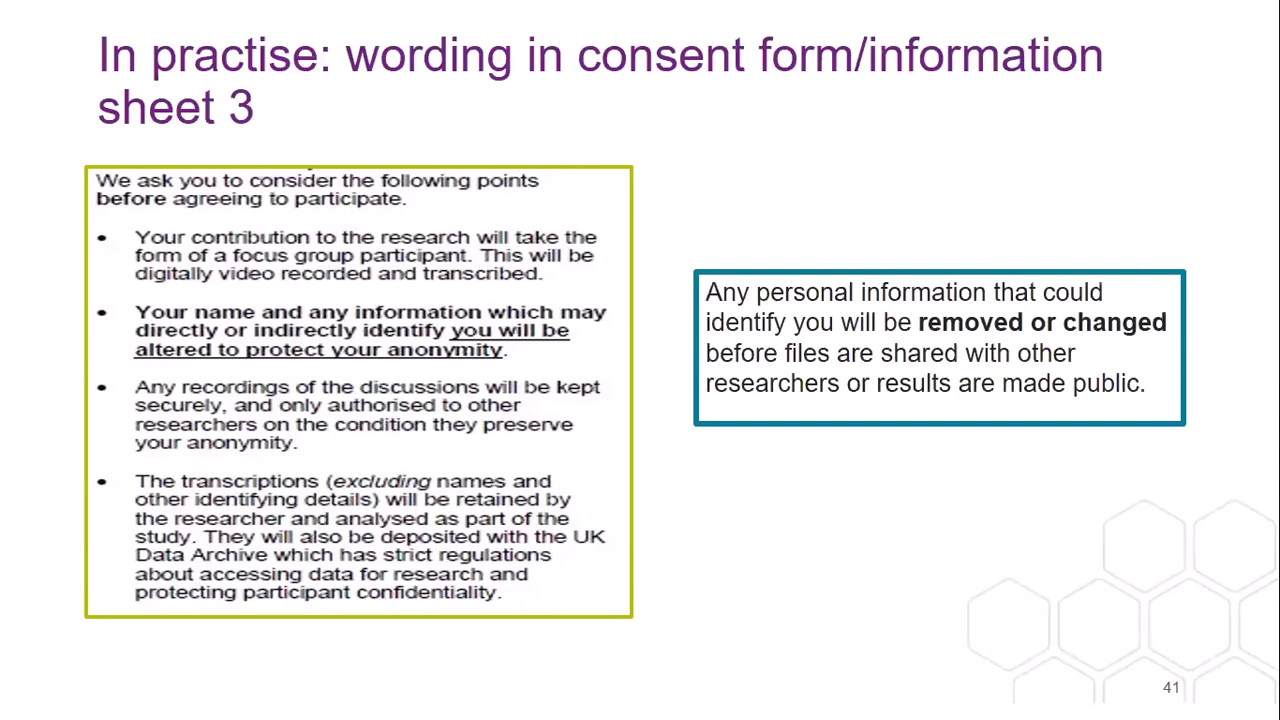 In practise: wording in consent form/information
sheet 3
We ask you to consider the following points
before agreeing to participate.
• Your contribution to the research will take the
form of a focus group participant. This will be
digitally video recorded and transcribed.
• Your name and any information which may
directly or indirectly identify you will be
altered to protect your anonymity.
• Any recordings of the discussions will be kept
securely, and only authorised to other
researchers on the condition they preserve
your anonymity.
• The transcriptions (excluding names and
other identifying details) will be retained by
the researcher and analysed as part of the
study. They will also be deposited with the UK
Data Archive which has strict regulations
about accessing data for research and
protecting participant confidentiality.
Any personal information that could
identify you will be removed or changed
before files are shared with other
researchers or results are made public.
41